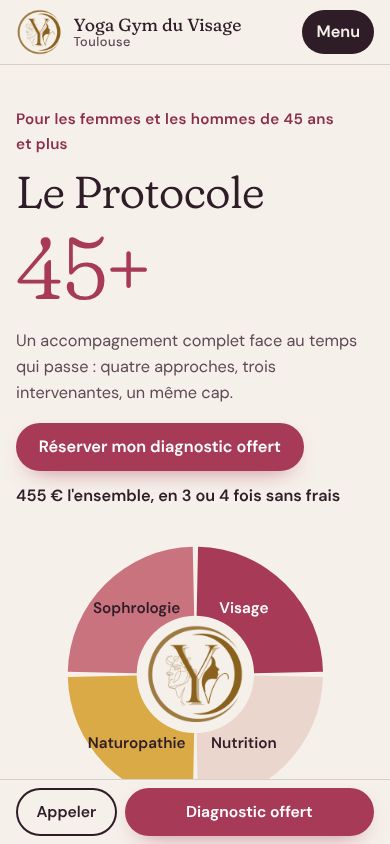 Yoga Gym du Visage
Toulouse
Menu
Pour les femmes et les hommes de 45 ans
et plus
Le Protocole
45+
Un accompagnement complet face au temps
qui passe : quatre approches, trois
intervenantes, un même cap.
Réserver mon diagnostic offert
455 € l'ensemble, en 3 ou 4 fois sans frais
Sophrologie
Visage
Y
Naturopathie
Nutrition
Appeler
Diagnostic offert